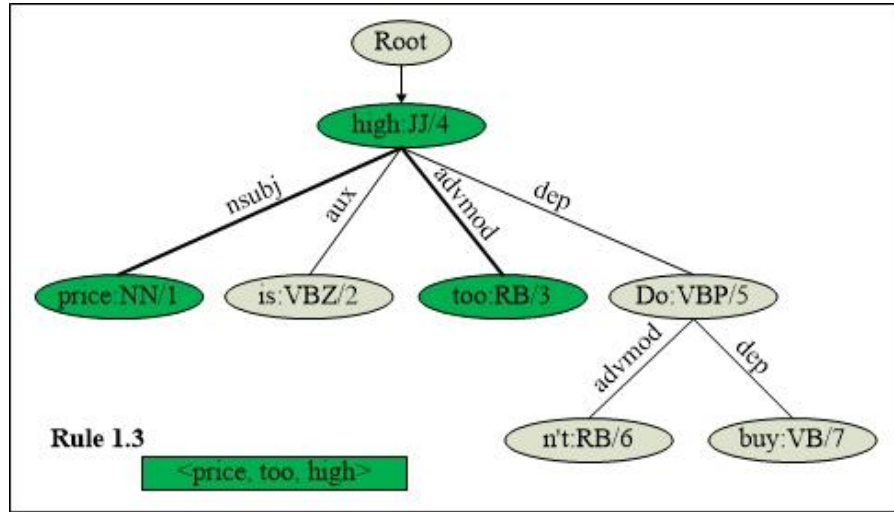 Root
high:JJ/4
nsubj
aux
advmod
dep
price:NN/1
is:VBZ/2
too:RB/3
Do:VBP/5
advmod
dep
n't:RB/6
buy:VB/7
Rule 1.3
<price, too, high>